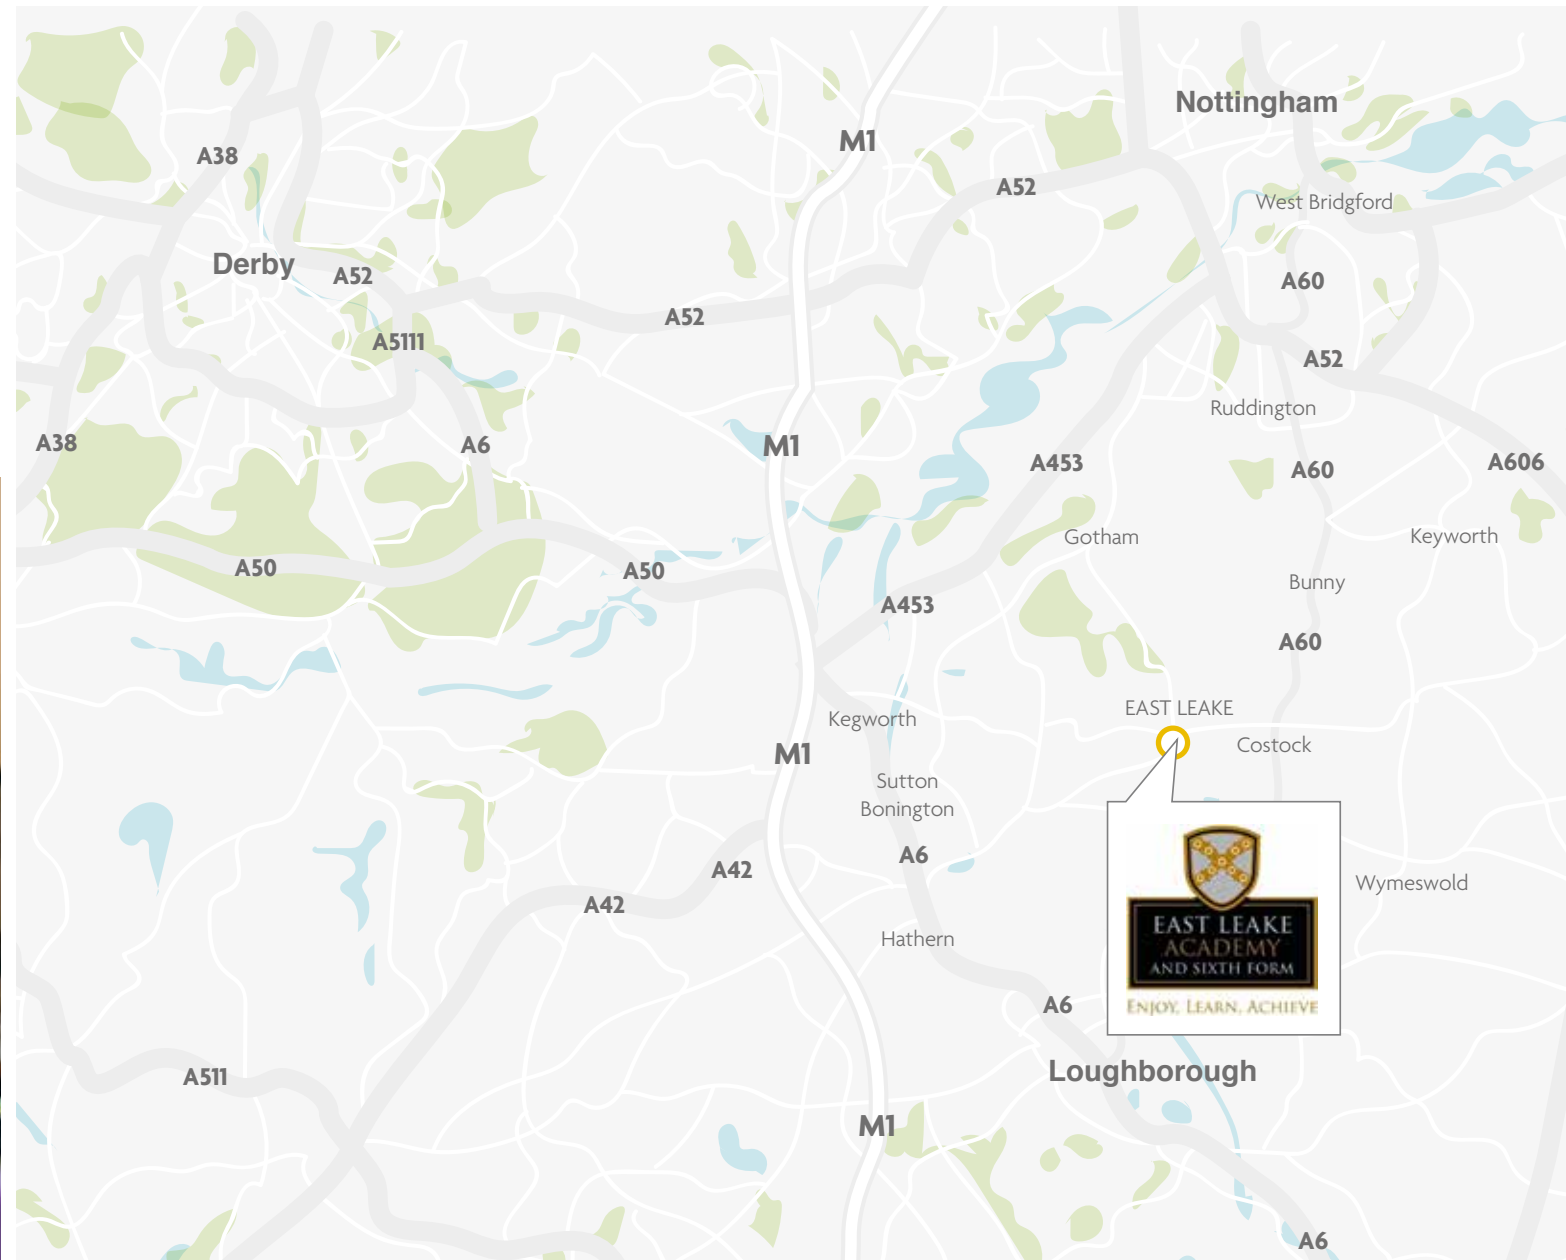 Nottingham
M1
A38
A52
West Bridgford
Derby
A52
A60
A52
A5111
A52
Ruddington
A38
A6
M1
A453
A60
A606
Gotham
Keyworth
A50
A50
Bunny
A453
A60
EAST LEAKE
Kegworth
Costock
M1
Sutton
Bonington
A6
A42
Wymeswold
A42
EAST LEAKE
ACADEMY
AND SIXTH FORM
Hathern
ENJOY, LEARN, ACHIEVE
A6
Loughborough
A511
M1
A6